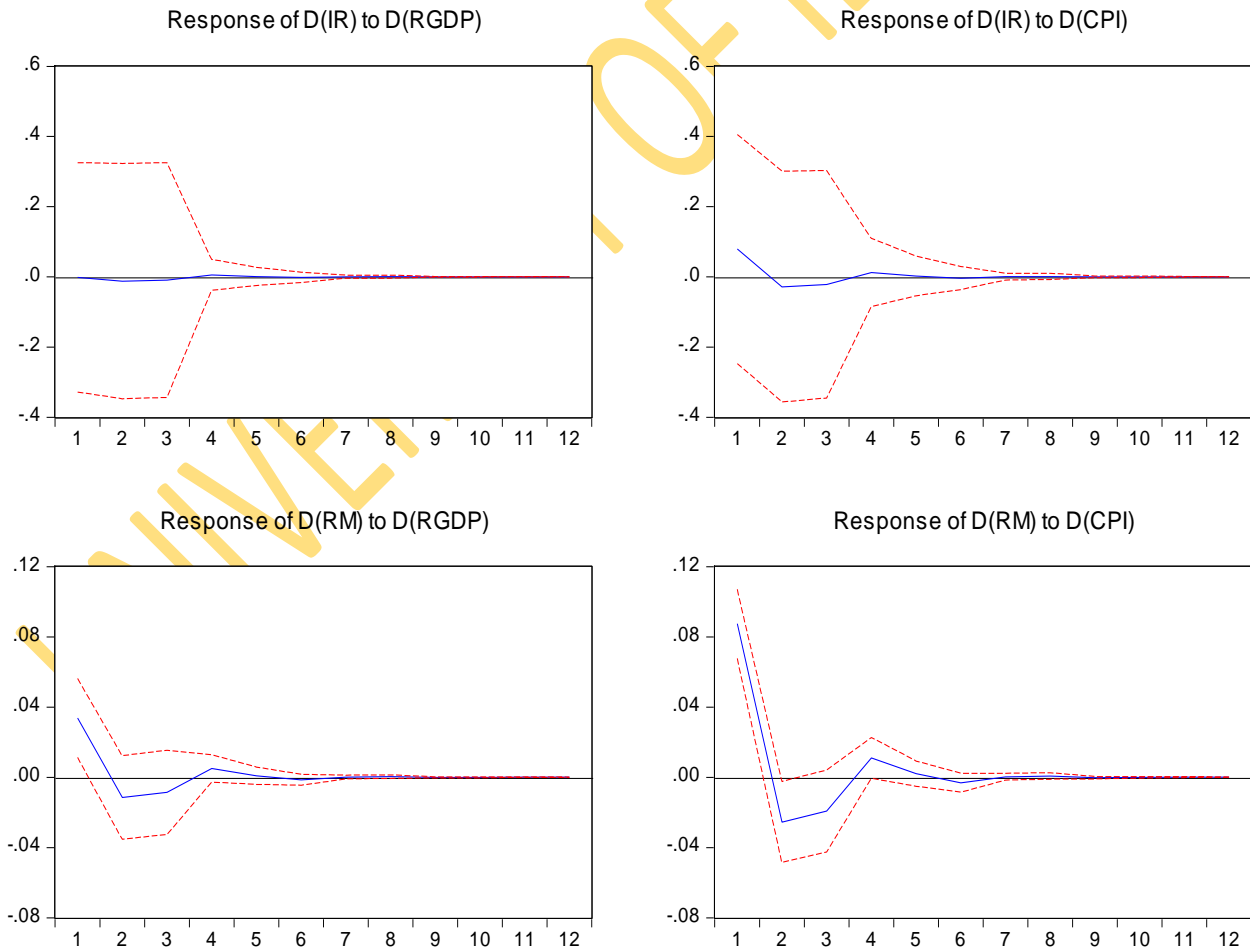 Response of D(IR) to D(RGDP)
.6
.4
.2
.0
-.2
-.4
1 2 3 4 5 6 7 8 9 10 11 12
Response of D(IR) to D(CPI)
.6
.4
.2
.0
-.2
-.4
1 2 3 4 5 6 7 8 9 10 11 12
Response of D(RM) to D(RGDP)
.12
.08
.04
.00
-.04
-.08
1 2 3 4 5 6 7 8 9 10 11 12
Response of D(RM) to D(CPI)
.12
.08
.04
.00
-.04
-.08
1 2 3 4 5 6 7 8 9 10 11 12
OF